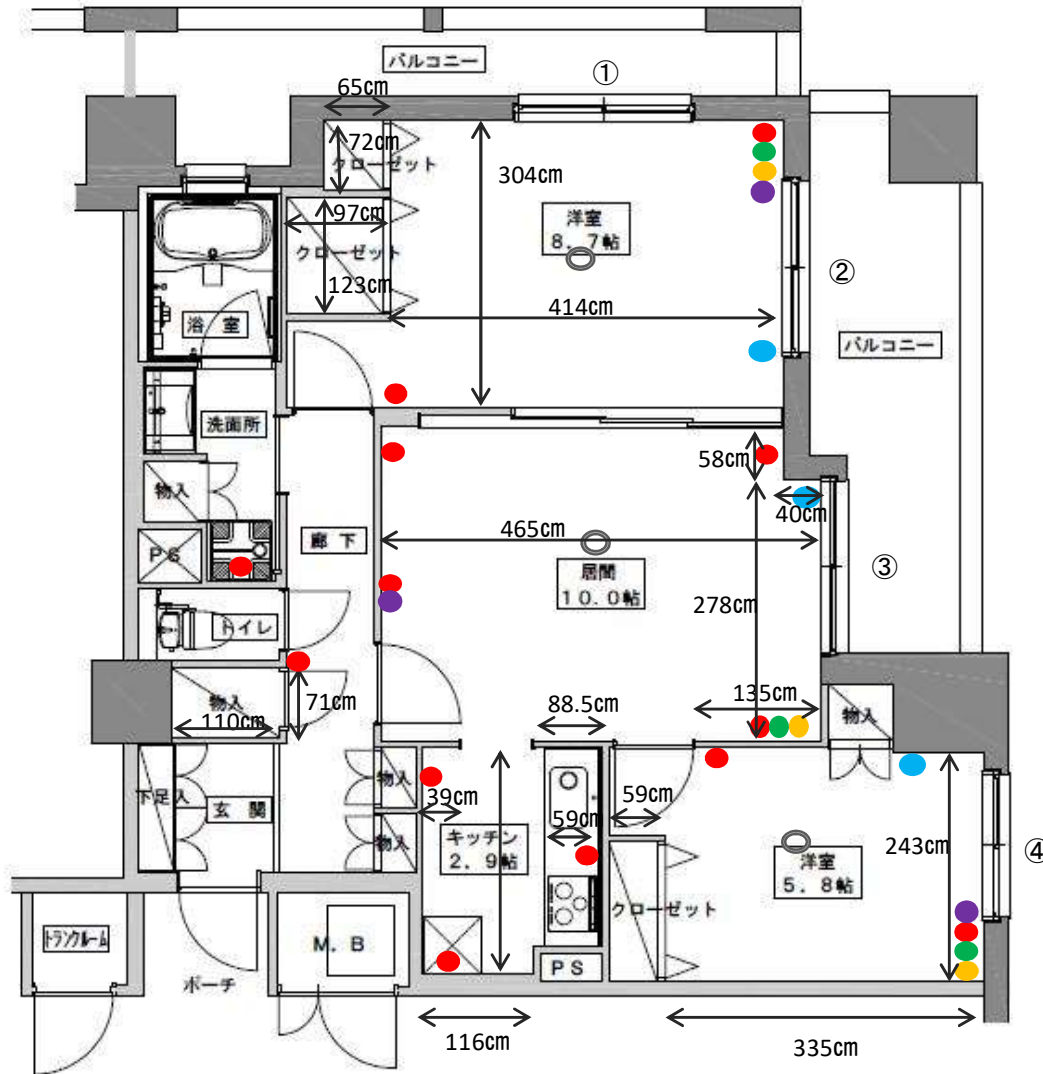 バルコニー
①
65㎝
72㎝
クローゼット
304㎝
洋室
8.7帖
97㎝
クローゼット
123㎝
②
414㎝
浴 室
バルコニー
洗面所
58㎝
物入
40㎝
465㎝
廊 下
PS
居間
10.0帖
③
278㎝
トイレ
物入
71㎝
110㎝
88.5㎝
135㎝
物入
物入
下足入
玄 関
39㎝
59㎝
59㎝
キッチン
2.9帖
物入
洋室
5.8帖
243㎝
④
クローゼット
トランクルーム
M.B
PS
ポーチ
116㎝
335㎝